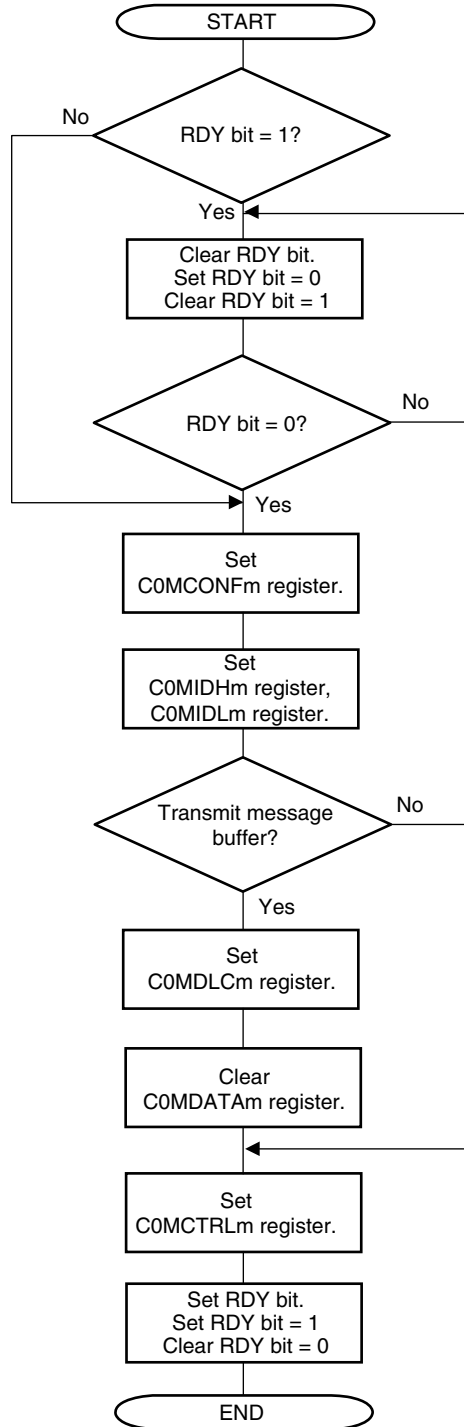 START
No
RDY bit = 1?
Yes
Clear RDY bit.
Set RDY bit = 0
Clear RDY bit = 1
No
RDY bit = 0?
Yes
Set
C0MCONFm register.
Set
C0MIDHm register,
C0MIDLm register.
No
Transmit message
buffer?
Yes
Set
C0MDLCm register.
Clear
C0MDATAm register.
Set
C0MCTRLm register.
Set RDY bit.
Set RDY bit = 1
Clear RDY bit = 0
END